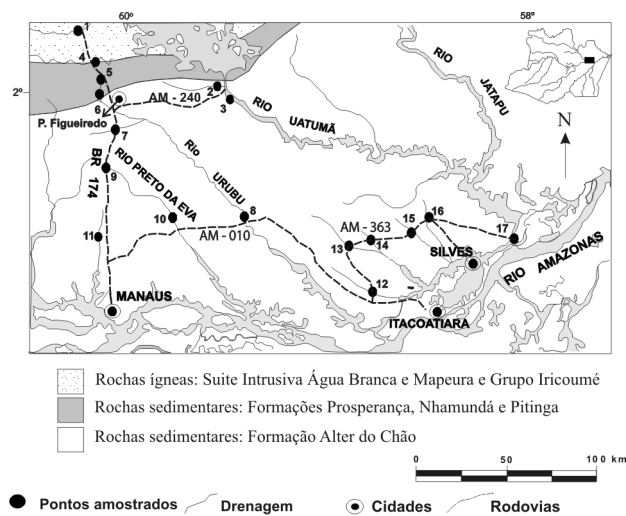 60º
58º
1
4
5
2º
6
2
3
AM - 240
P. Figueiredo
7
RIO
JATAPU
RIO
UATUMÃ
N
BR 174
9
RIO PRETO DA EVA
Rio
URUBU
8
10
11
AM - 010
AM - 363
15
16
13
14
17
SILVES
12
RIO AMAZONAS
MANAUS
ITACOATIARA
Rochas ígneas: Suite Intrusiva Água Branca e Mapeura e Grupo Iricoumé
Rochas sedimentares: Formações Prosperança, Nhamundá e Pitinga
Rochas sedimentares: Formação Alter do Chão
0 50 100 km
Pontos amostrados Drenagem Cidades Rodovias